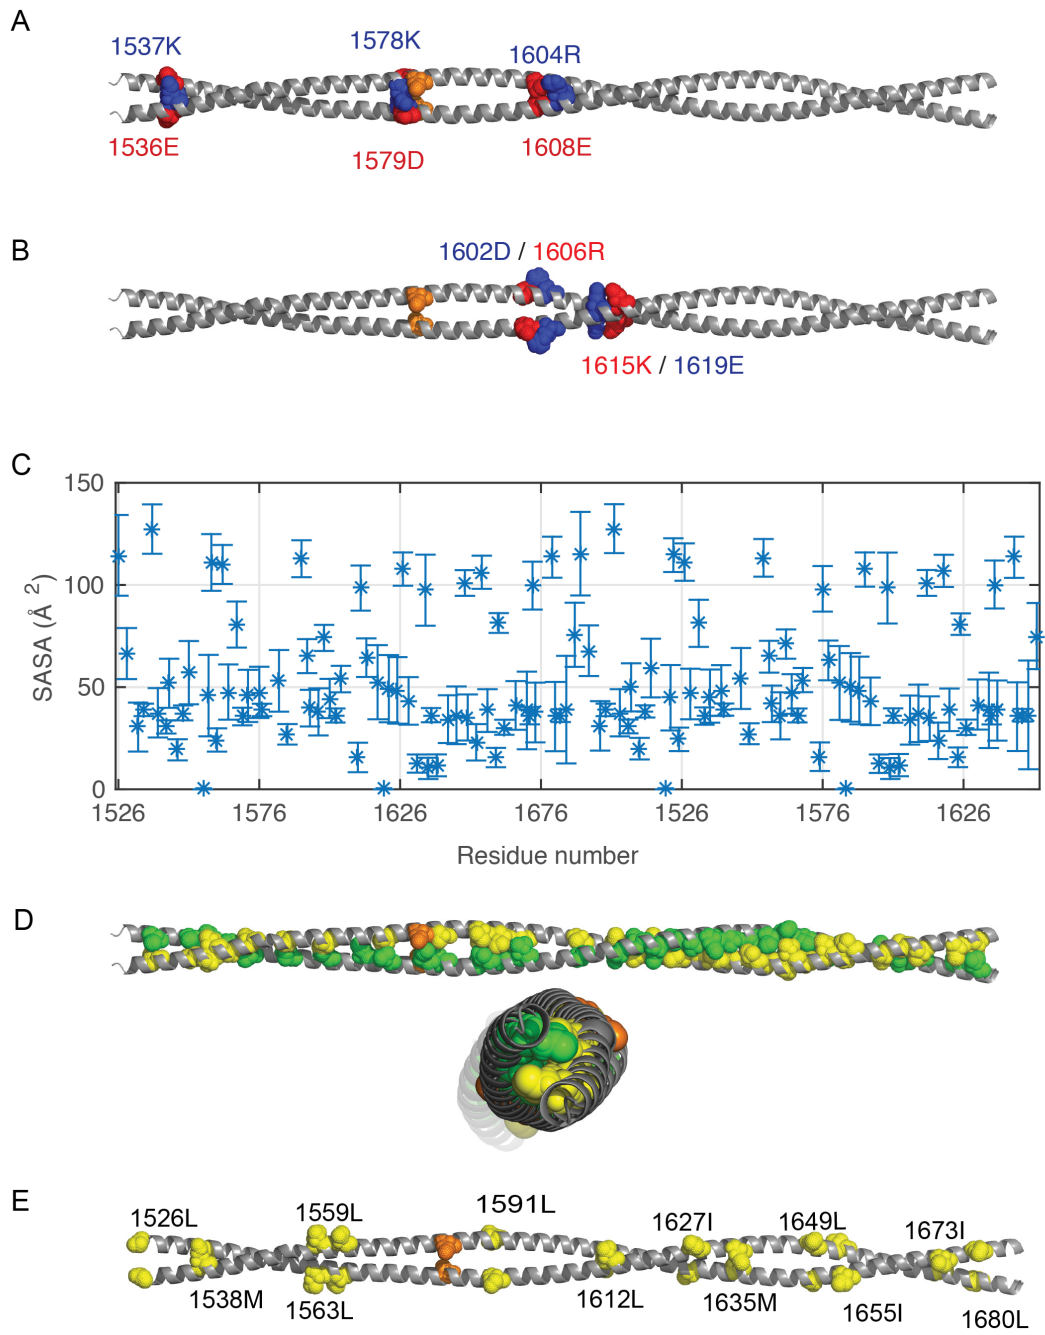 A
1537K
1578K
1604R
1536E
1579D
1608E
B
1602D / 1606R
1615K / 1619E
C
150
100
50
0
SASA (Å ²)
1526 1576 1626 1676 1526 1576 1626
Residue number
D
E
1526L
1559L
1591L
1627I
1649L
1673I
1538M
1563L
1612L
1635M
1655I
1680L